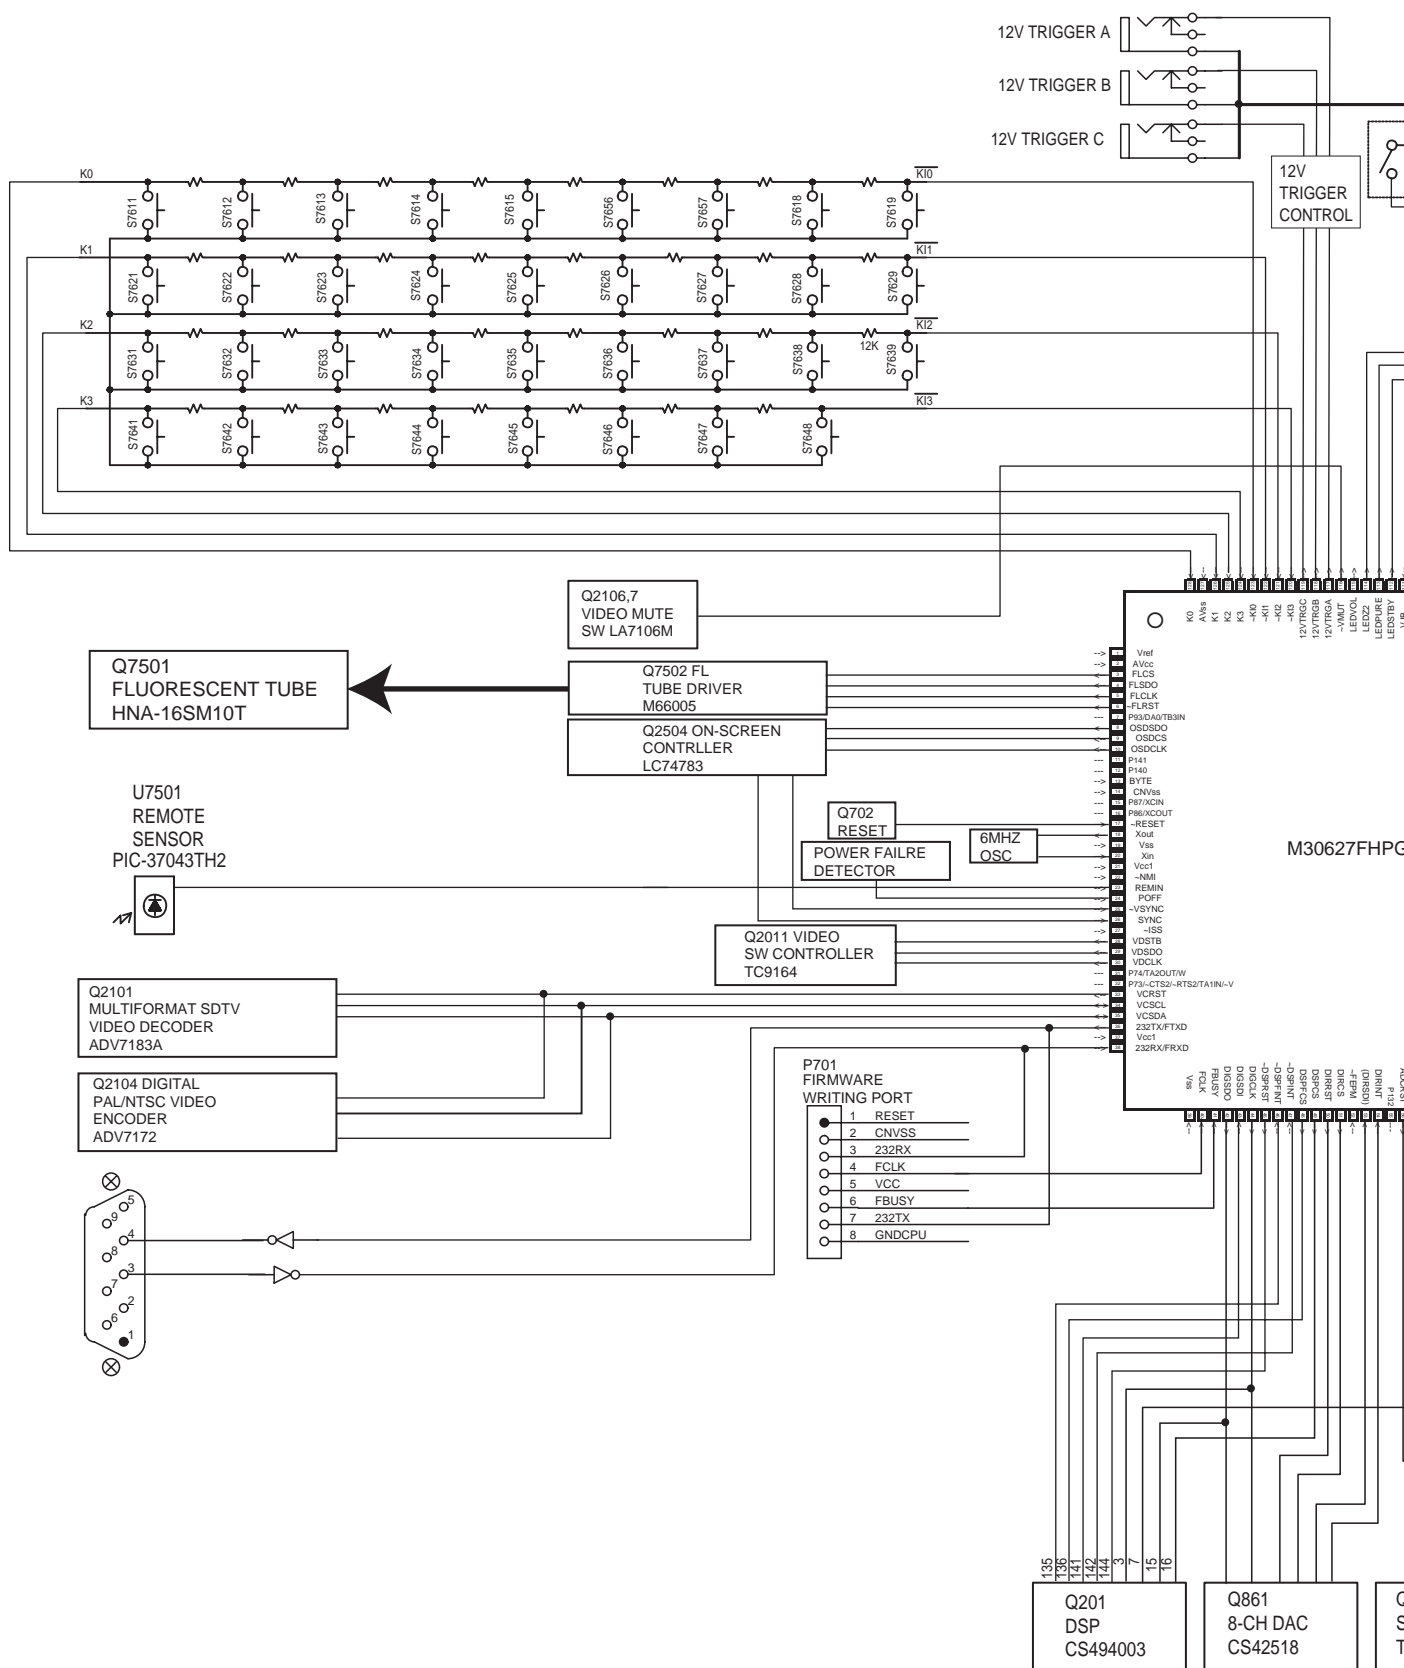 12V TRIGGER A
12V TRIGGER B
12V TRIGGER C
12V
TRIGGER
CONTROL
K0
KI0
S7611
S7612
S7613
S7614
S7615
S7656
S7657
S7618
S7619
K1
KI1
S7621
S7622
S7623
S7624
S7625
S7626
S7627
S7628
S7629
K2
KI2
12K
S7631
S7632
S7633
S7634
S7635
S7636
S7637
S7638
S7639
K3
KI3
S7641
S7642
S7643
S7644
S7645
S7646
S7647
S7648
Q2106,7
VIDEO MUTE
SW LA7106M
Q7501
FLUORESCENT TUBE
HNA-16SM10T
Q7502 FL
TUBE DRIVER
M66005
Q2504 ON-SCREEN
CONTRLLER
LC74783
U7501
REMOTE
SENSOR
PIC-37043TH2
Q702
RESET
6MHZ
OSC
POWER FAILRE
DETECTOR
Q2011 VIDEO
SW CONTROLLER
TC9164
Q2101
MULTIFORMAT SDTV
VIDEO DECODER
ADV7183A
Q2104 DIGITAL
PAL/NTSC VIDEO
ENCODER
ADV7172
K0
AVss
K1
K2
K3
~KI0
~KI1
~KI2
~KI3
12VTRGC
12VTRGB
12VTRGA
~VMUT
LEDVOL
LEDZ2
LEDPURE
LEDSTBY
Vref
AVcc
FLCS
FLSDO
FLCLK
~FLRST
P93/DA0/TB3IN
OSDSDO
OSDCS
OSDCLK
P141
P140
BYTE
CNVss
P87/XCIN
P86/XCOUT
~RESET
Xout
Vss
Xin
Vcc1
~NMI
REMIN
POFF
~VSYNC
SYNC
~ISS
VDSTB
VDSDO
VDCLK
P74/TA2OUT/W
P73/~CTS2/~RTS2/TA1IN/~V
VCRST
VCSCL
VCSDA
232TX/FTXD
Vcc1
232RX/FRXD
M30627FHPG
Vss
FCLK
FBUSY
DIGSDO
DIGSDI
DIGCLK
~DSPRST
~DSPFINT
~DSPINT
DSPFCS
DSPCS
DIRRST
DIRCS
~FEPM
(DIRSDI)
DIRINT
P132
P701
FIRMWARE
WRITING PORT
1 RESET
2 CNVSS
3 232RX
4 FCLK
5 VCC
6 FBUSY
7 232TX
8 GNDCPU
5
9
4
8
3
7
2
6
1
135
136
141
142
144
3
7
15
16
Q201
DSP
CS494003
Q861
8-CH DAC
CS42518